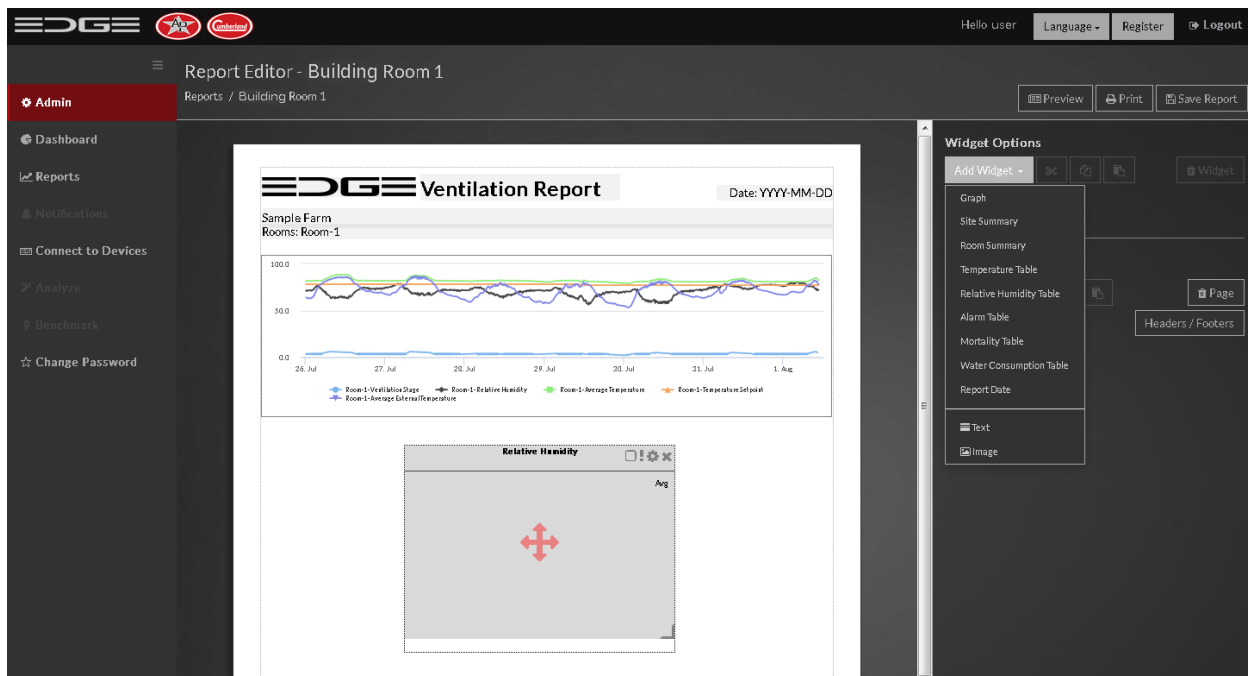 EDGE AP Cumberland
Hello user Language Register Logout
Report Editor - Building Room 1
Reports / Building Room 1
Preview Print Save Report
Admin
Dashboard
Reports
Notifications
Connect to Devices
Analyze
Benchmark
Change Password
EDGE Ventilation Report
Date: YYYY-MM-DD
Sample Farm
Rooms: Room-1
100.0
50.0
0.0
26. Jul 27. Jul 28. Jul 29. Jul 30. Jul 31. Jul 1. Aug
Room-1-Ventilation Stage Room-1-Relative Humidity Room-1-Average Temperature Room-1-Temperature Setpoint
Room-1-Average External Temperature
Relative Humidity
Avg
Widget Options
Add Widget Widget
Graph
Site Summary
Room Summary
Temperature Table
Relative Humidity Table
Alarm Table
Mortality Table
Water Consumption Table
Report Date
Text
Image
Page
Headers / Footers